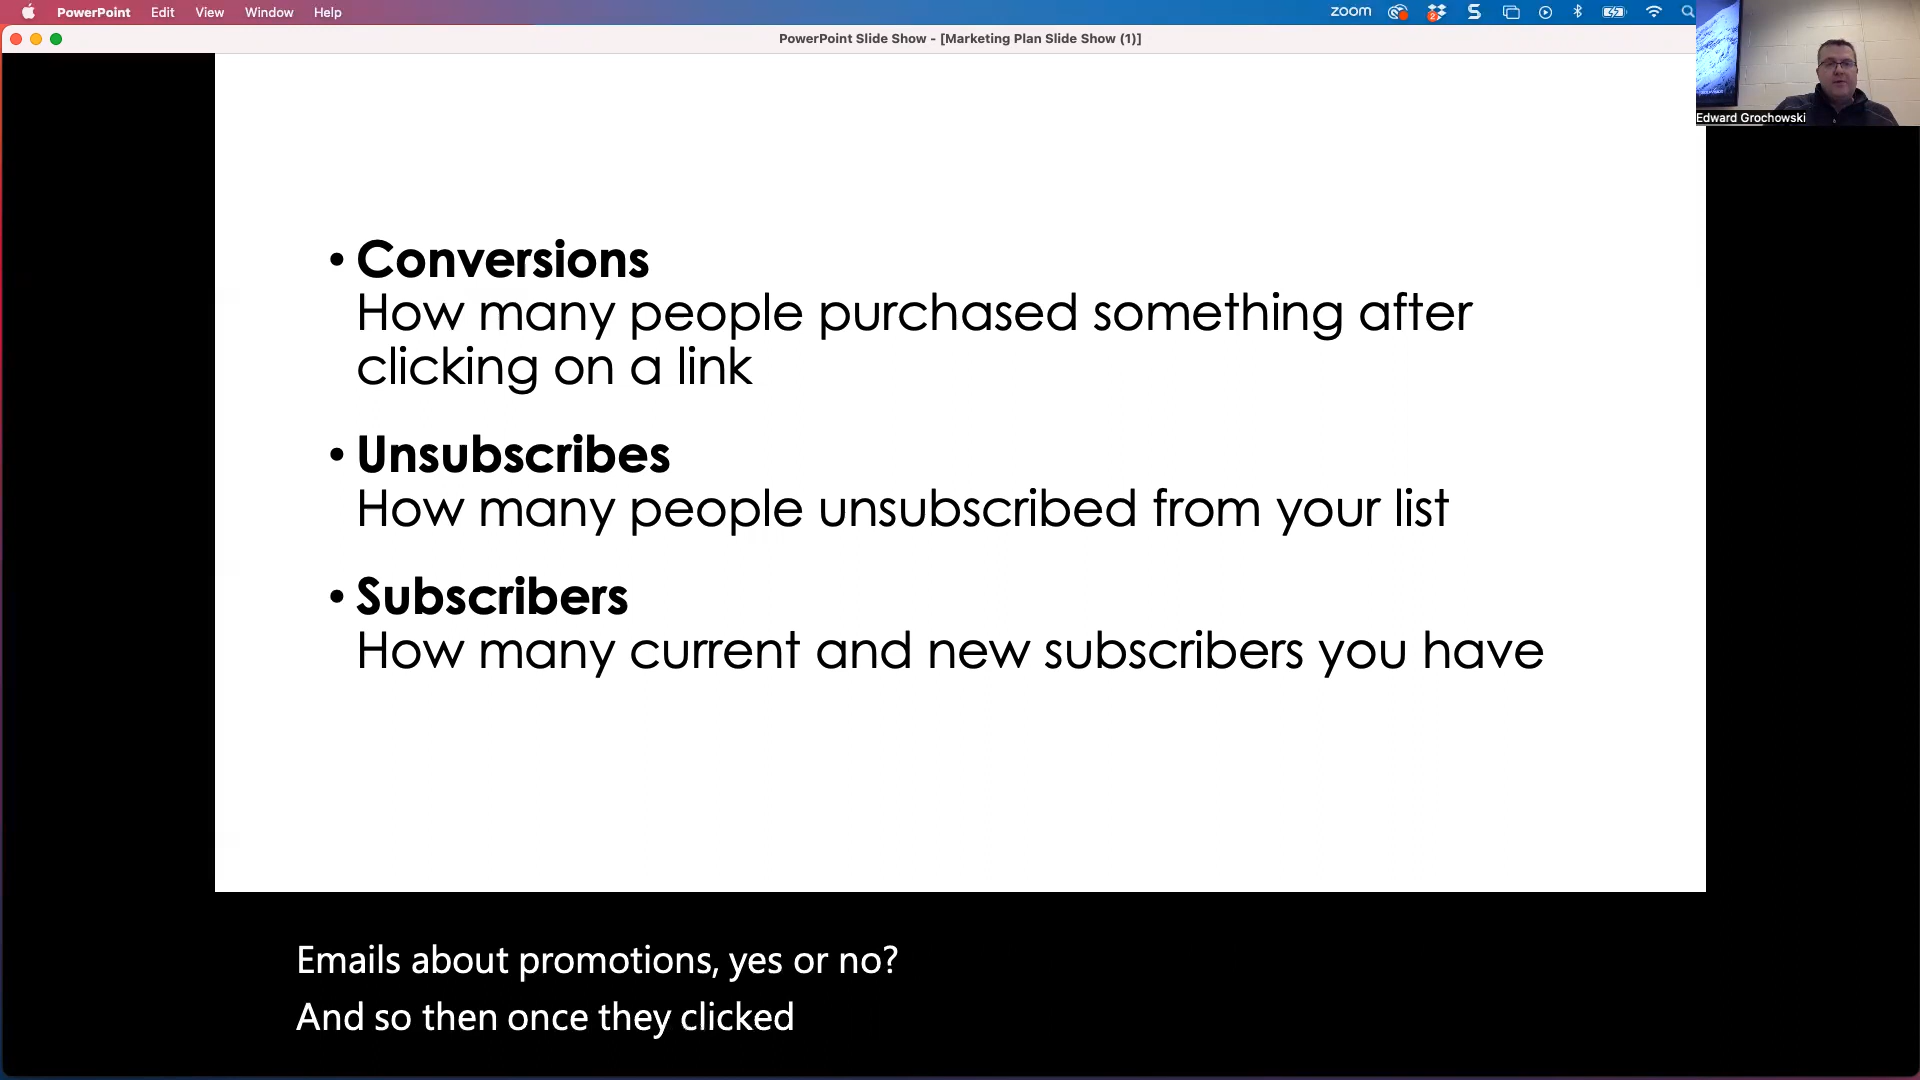 PowerPoint Edit View Window Help zoom
PowerPoint Slide Show - [Marketing Plan Slide Show (1)]
Edward Grochowski
• Conversions
How many people purchased something after
clicking on a link
• Unsubscribes
How many people unsubscribed from your list
• Subscribers
How many current and new subscribers you have
Emails about promotions, yes or no?
And so then once they clicked